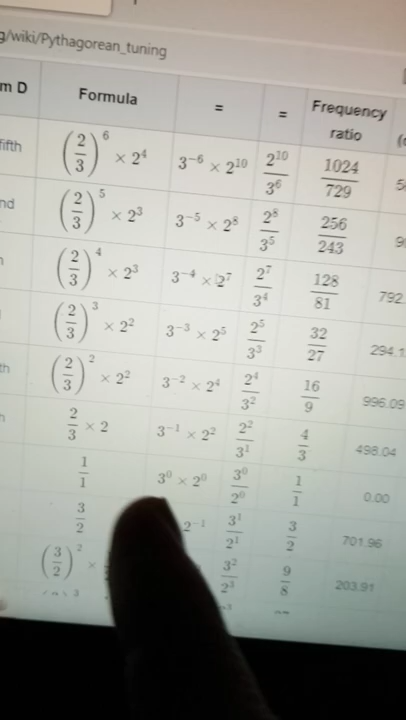 g/wiki/Pythagorean_tuning
m D Formula = = Frequency ratio
fifth (2/3)^6 × 2^4 3^-6 × 2^10 2^10/3^6 1024/729
nd (2/3)^5 × 2^3 3^-5 × 2^8 2^8/3^5 256/243
(2/3)^4 × 2^3 3^-4 × 2^7 2^7/3^4 128/81 792.
(2/3)^3 × 2^2 3^-3 × 2^5 2^5/3^3 32/27 294.1
th (2/3)^2 × 2^2 3^-2 × 2^4 2^4/3^2 16/9 996.09
2/3 × 2 3^-1 × 2^2 2^2/3^1 4/3 498.04
1/1 3^0 × 2^0 3^0/2^0 1/1 0.00
3/2 2^-1 3^1/2^1 3/2 701.96
(3/2)^2 × 3^2/2^3 9/8 203.91